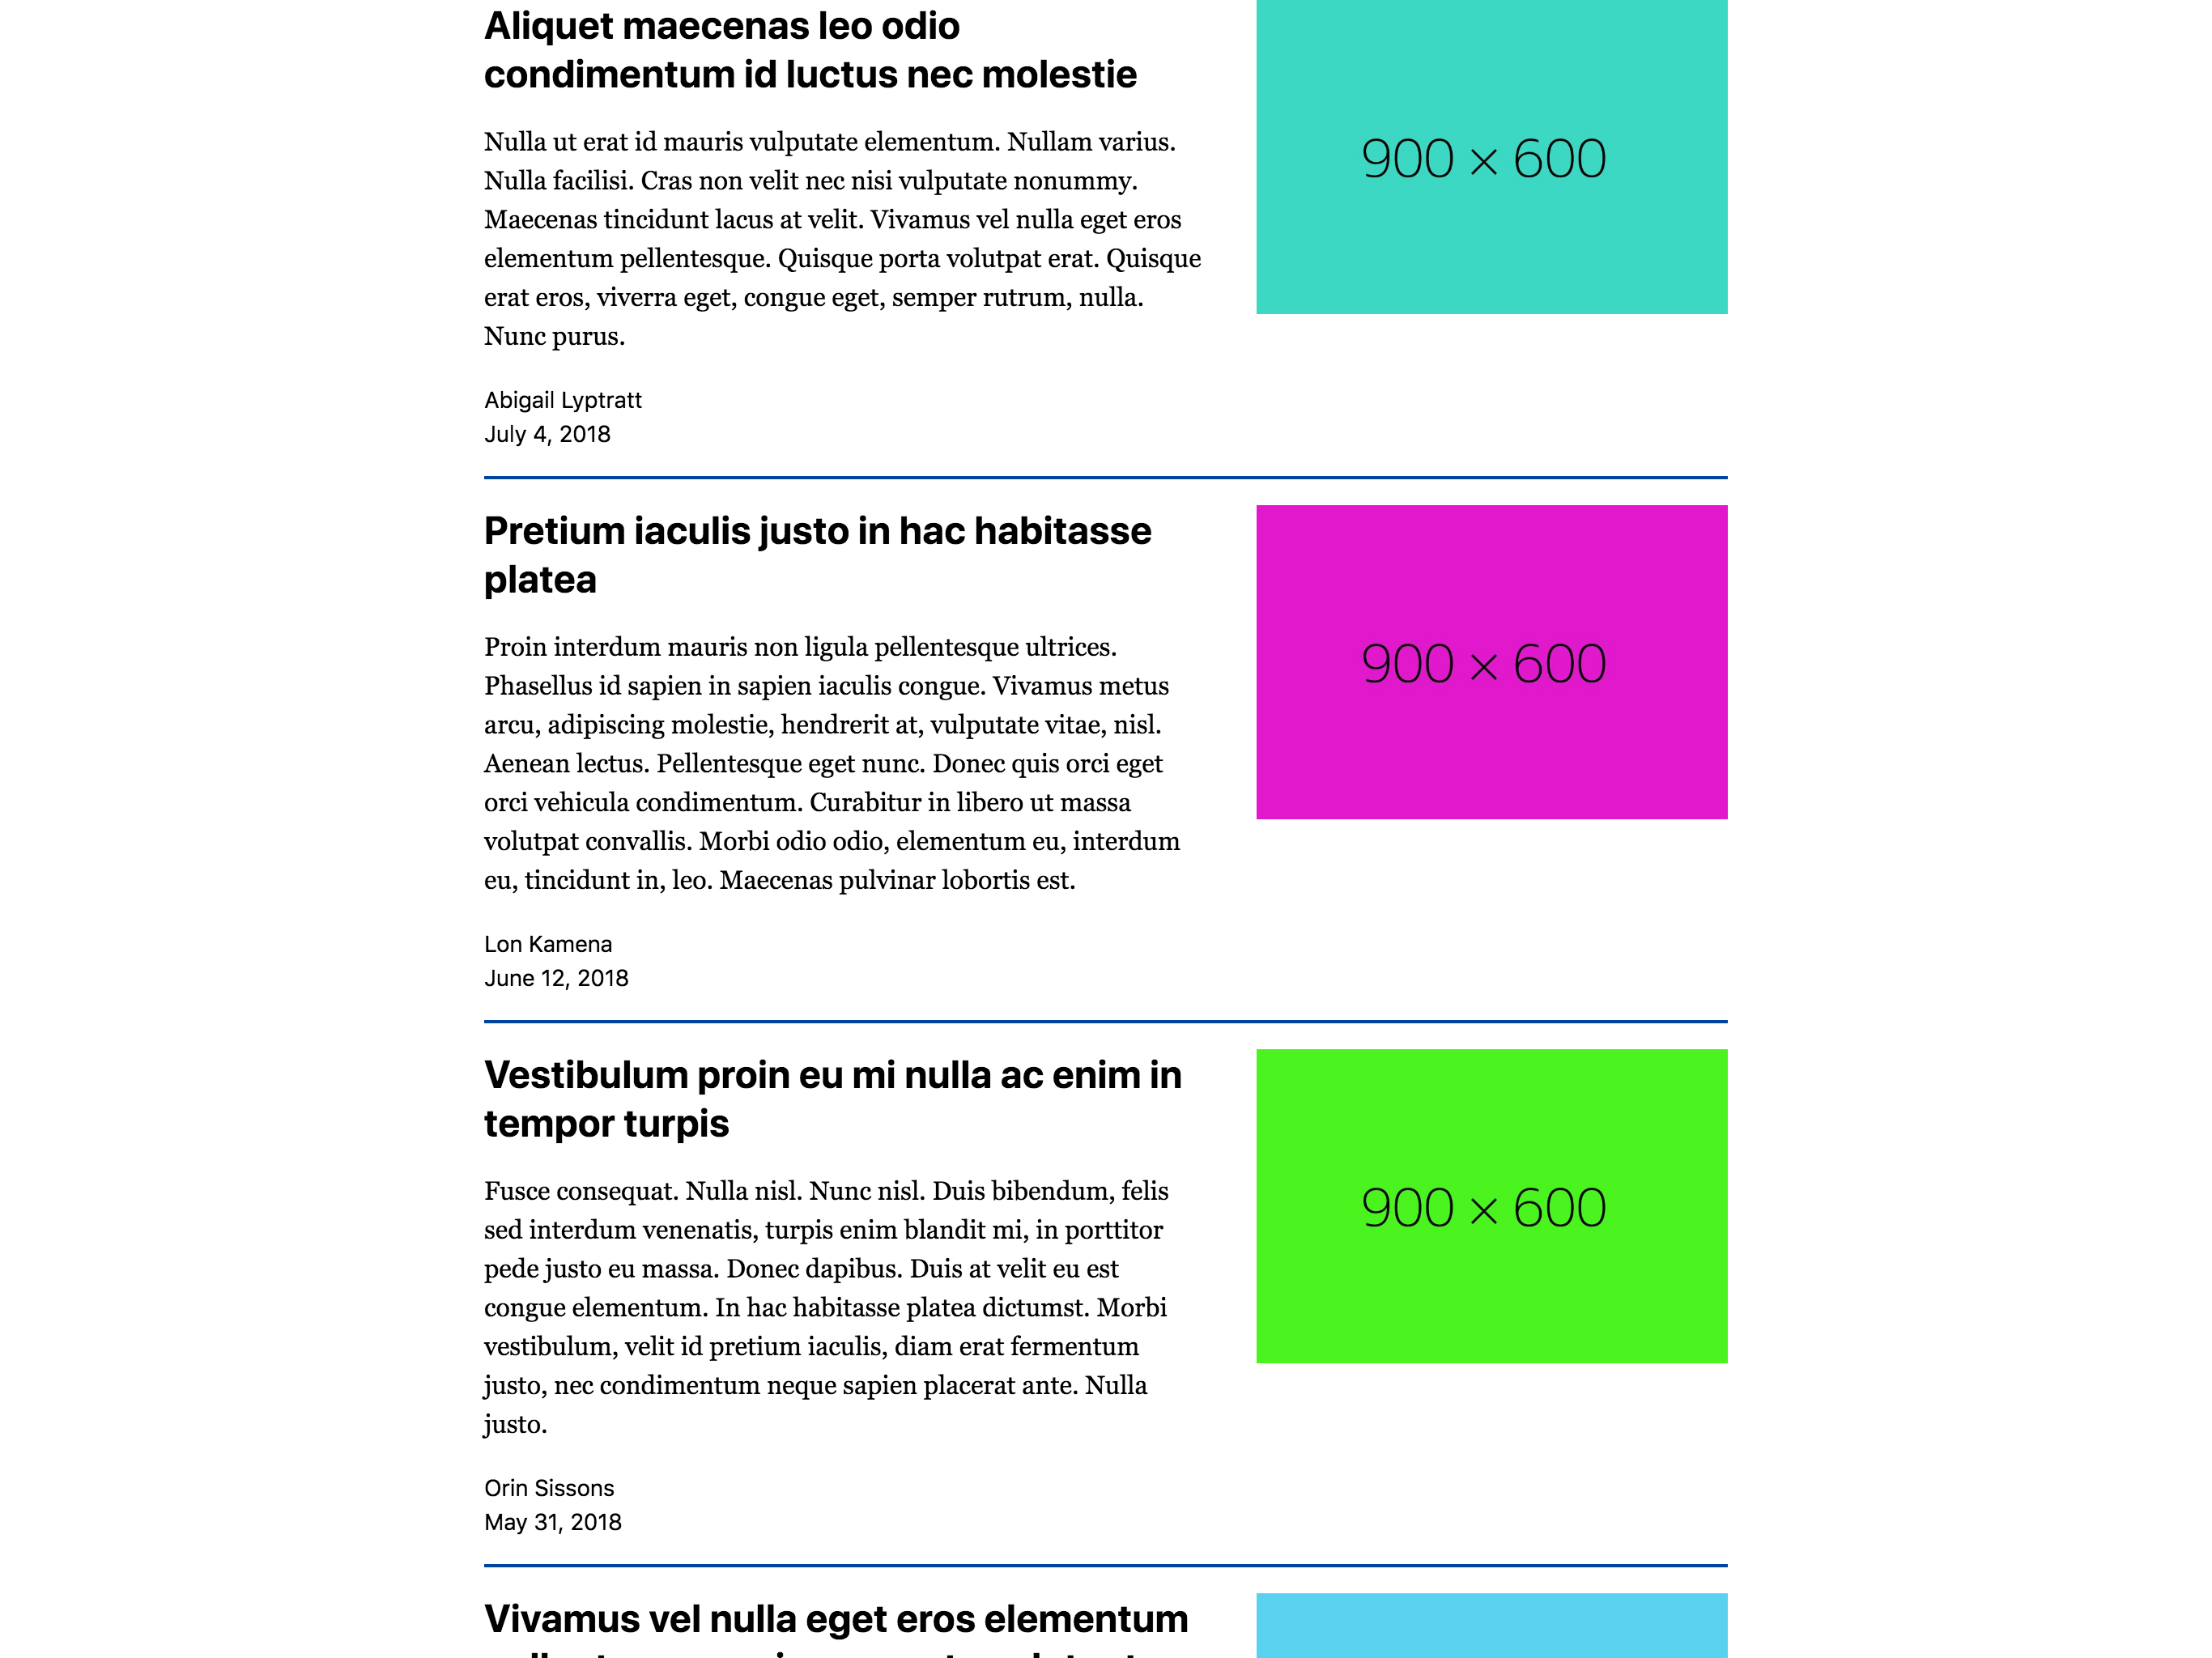 Aliquet maecenas leo odio
condimentum id luctus nec molestie
Nulla ut erat id mauris vulputate elementum. Nullam varius.
Nulla facilisi. Cras non velit nec nisi vulputate nonummy.
Maecenas tincidunt lacus at velit. Vivamus vel nulla eget eros
elementum pellentesque. Quisque porta volutpat erat. Quisque
erat eros, viverra eget, congue eget, semper rutrum, nulla.
Nunc purus.
Abigail Lyptratt
July 4, 2018
900 × 600
Pretium iaculis justo in hac habitasse
platea
Proin interdum mauris non ligula pellentesque ultrices.
Phasellus id sapien in sapien iaculis congue. Vivamus metus
arcu, adipiscing molestie, hendrerit at, vulputate vitae, nisl.
Aenean lectus. Pellentesque eget nunc. Donec quis orci eget
orci vehicula condimentum. Curabitur in libero ut massa
volutpat convallis. Morbi odio odio, elementum eu, interdum
eu, tincidunt in, leo. Maecenas pulvinar lobortis est.
Lon Kamena
June 12, 2018
900 × 600
Vestibulum proin eu mi nulla ac enim in
tempor turpis
Fusce consequat. Nulla nisl. Nunc nisl. Duis bibendum, felis
sed interdum venenatis, turpis enim blandit mi, in porttitor
pede justo eu massa. Donec dapibus. Duis at velit eu est
congue elementum. In hac habitasse platea dictumst. Morbi
vestibulum, velit id pretium iaculis, diam erat fermentum
justo, nec condimentum neque sapien placerat ante. Nulla
justo.
Orin Sissons
May 31, 2018
900 × 600
Vivamus vel nulla eget eros elementum